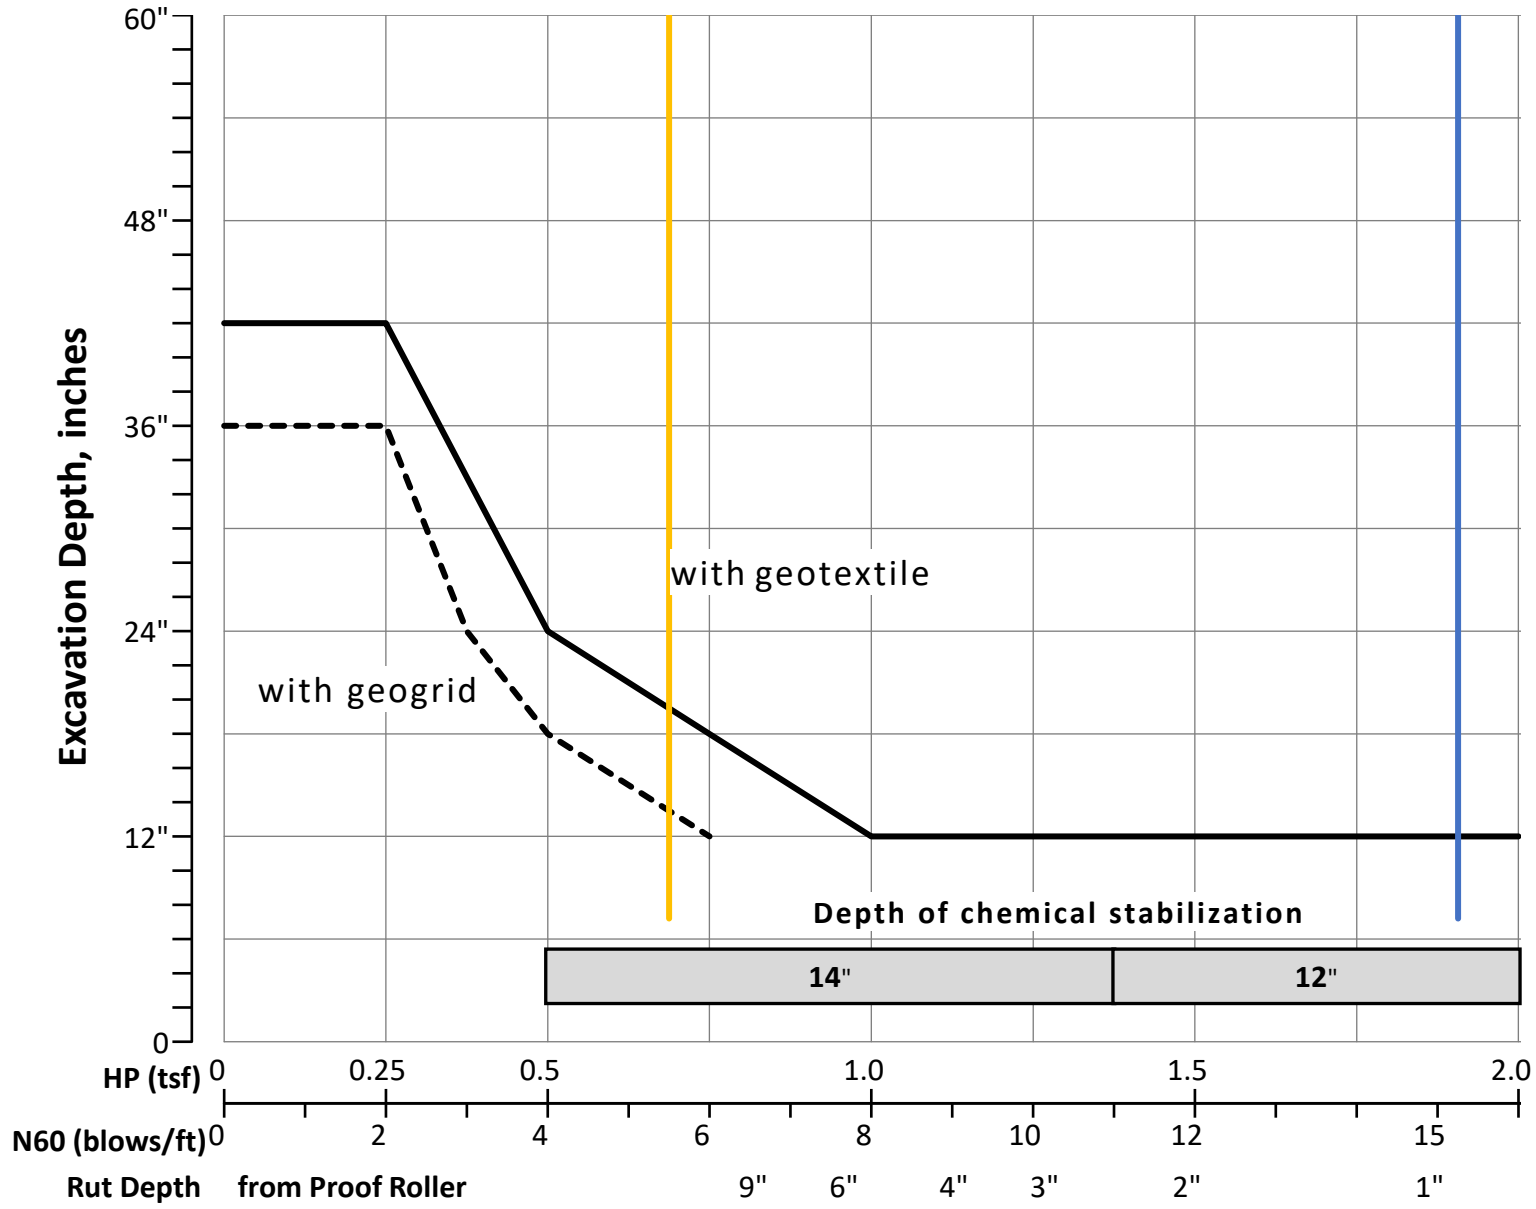 60"
48"
36"
24"
12"
0
Excavation Depth, inches
with geotextile
with geogrid
Depth of chemical stabilization
14" 12"
HP (tsf) 0 0.25 0.5 1.0 1.5 2.0
N60 (blows/ft) 0 2 4 6 8 10 12 15
Rut Depth from Proof Roller 9" 6" 4" 3" 2" 1"